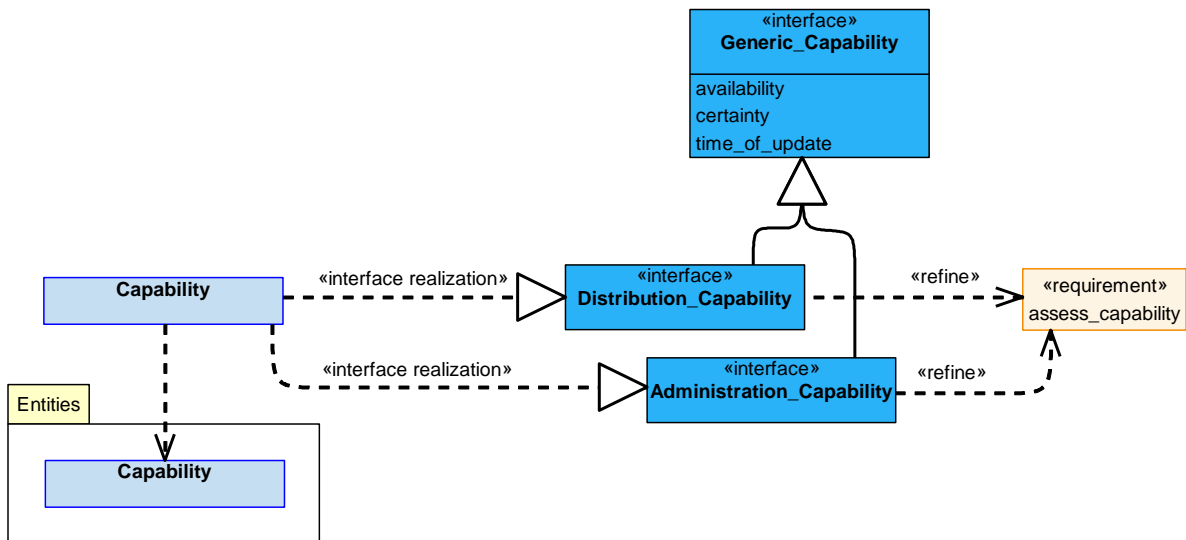 «interface»
Generic_Capability
availability
certainty
time_of_update
Capability
«interface realization»
«interface»
Distribution_Capability
«refine»
«requirement»
assess_capability
«interface realization»
«interface»
Administration_Capability
«refine»
Entities
Capability